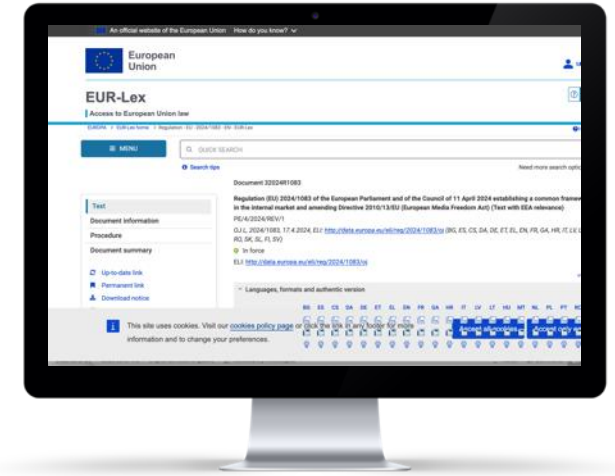 An official website of the European Union How do you know?
European
Union
EUR-Lex
Access to European Union law
EUROPA EUR-Lex home Regulation - EU - 2024/1083 - EN - EUR-Lex
MENU
QUICK SEARCH
Search tips
Need more search optio
Document 32024R1083
Text
Document information
Procedure
Document summary
Up-to-date link
Permanent link
Download notice
Regulation (EU) 2024/1083 of the European Parliament and of the Council of 11 April 2024 establishing a common framew
in the internal market and amending Directive 2010/13/EU (European Media Freedom Act) (Text with EEA relevance)
PE/4/2024/REV/1
OJ L, 2024/1083, 17.4.2024, ELI: http://data.europa.eu/eli/reg/2024/1083/oj (BG, ES, CS, DA, DE, ET, EL, EN, FR, GA, HR, IT, LV, L
RO, SK, SL, FI, SV)
In force
ELI: http://data.europa.eu/eli/reg/2024/1083/oj
Languages, formats and authentic version
BG ES CS DA DE ET EL EN FR GA HR IT LV LT HU MT NL PL PT RO
i
This site uses cookies. Visit our cookies policy page or click the link in any footer for more
information and to change your preferences.
Accept all cookies
Accept only